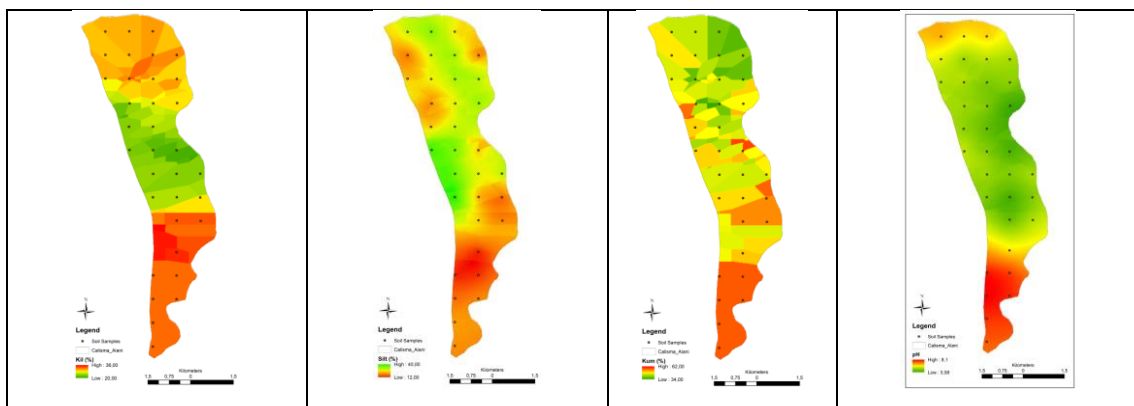 N
Legend
Soil Samples
Calisma_Alani
Kil (%)
High : 36,00
Low : 20,00
Kilometers
1,5 0,75 0 1,5
N
Legend
Soil Samples
Calisma_Alani
Silt (%)
High : 40,00
Low : 12,00
Kilometers
1,5 0,75 0 1,5
N
Legend
Soil Samples
Calisma_Alani
Kum (%)
High : 62,00
Low : 34,00
Kilometers
1,5 0,75 0 1,5
N
Legend
Soil Samples
Calisma_Alani
pH
High : 8,1
Low :
Kilometers
1,5 0,75 0 1,5